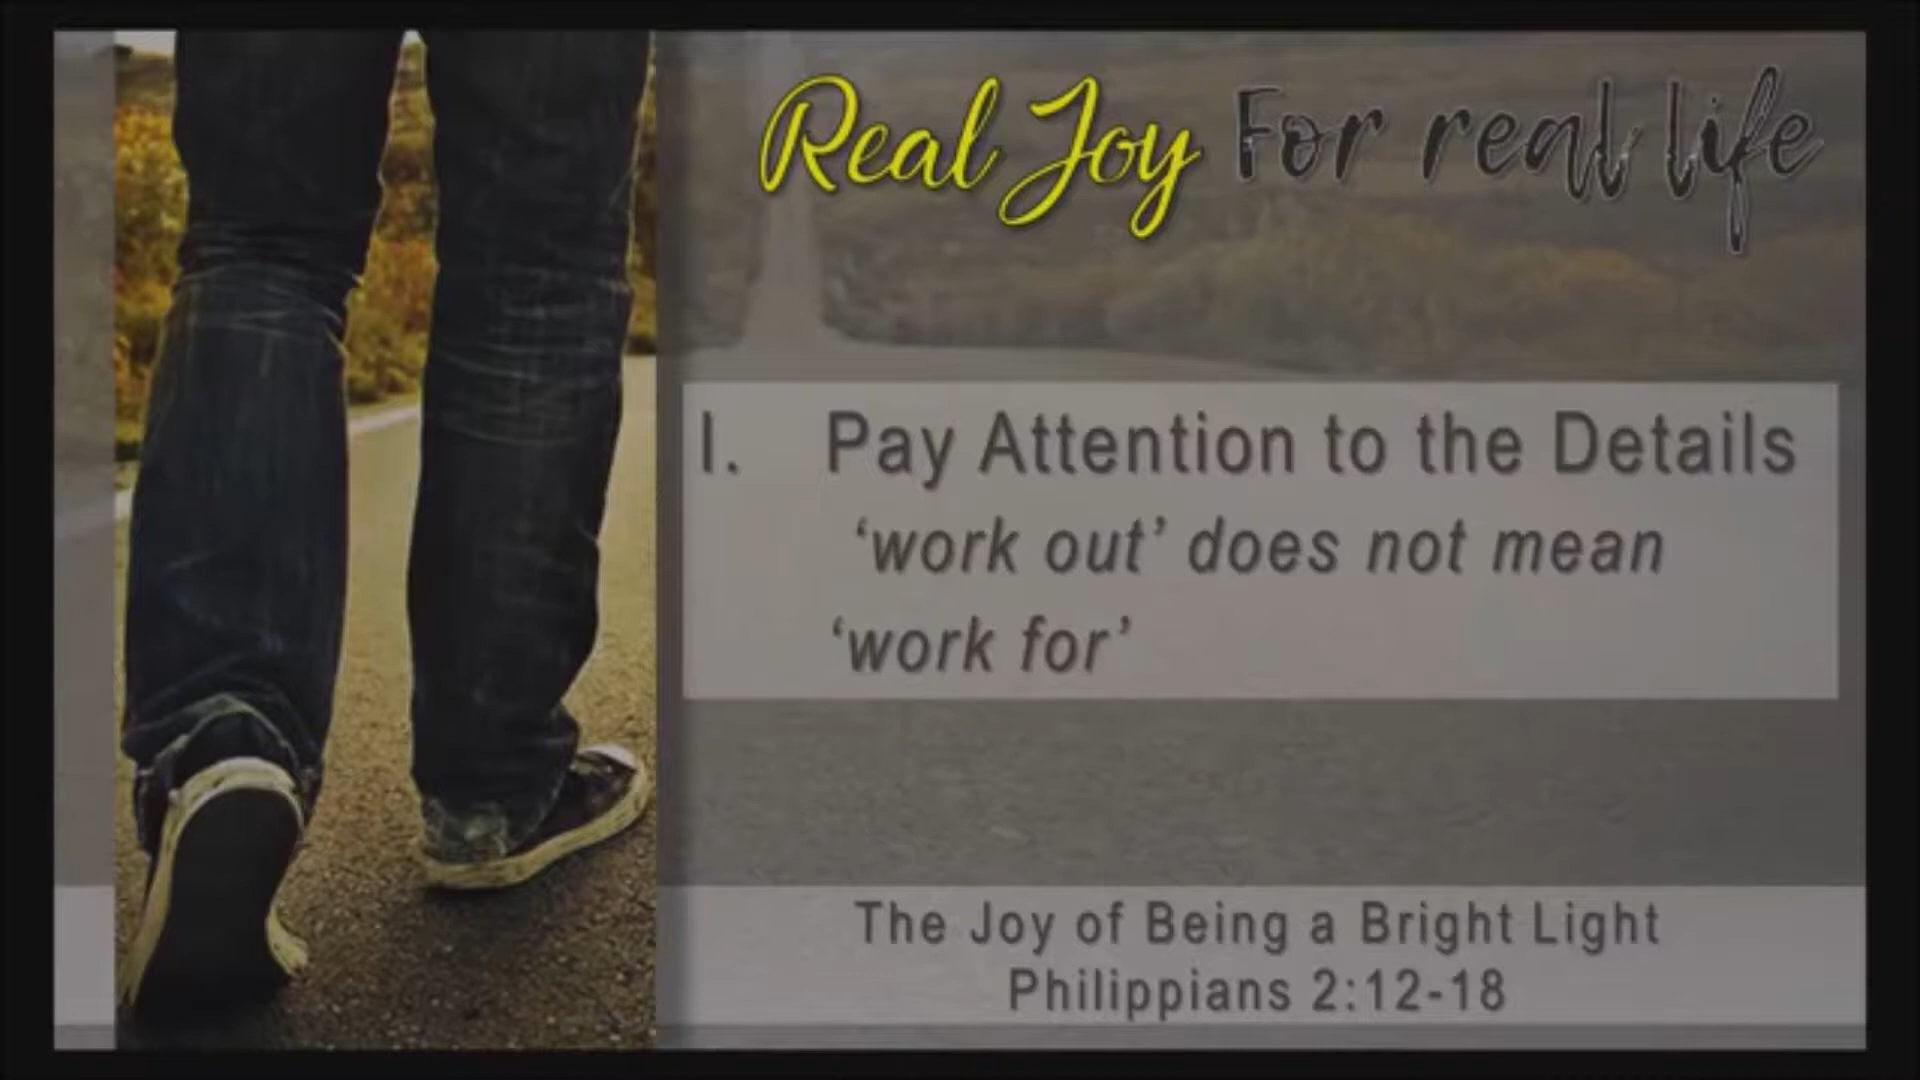 Real Joy For real life
I. Pay Attention to the Details
‘work out’ does not mean
‘work for’
The Joy of Being a Bright Light
Philippians 2:12-18